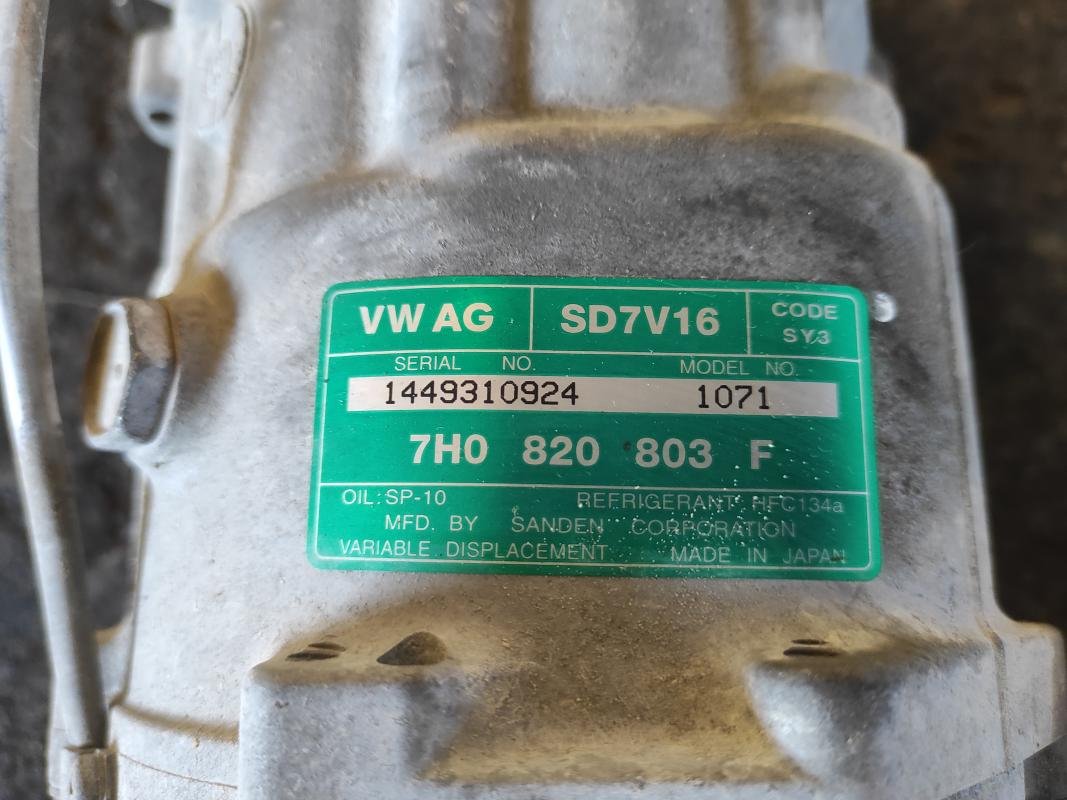 VW AG SD7V16 CODE
SY3
SERIAL NO. MODEL NO.
1449310924 1071
7H0 820 803 F
OIL:SP-10 REFRIGERANT: HFC134a
MFD. BY SANDEN CORPORATION
VARIABLE DISPLACEMENT MADE IN JAPAN